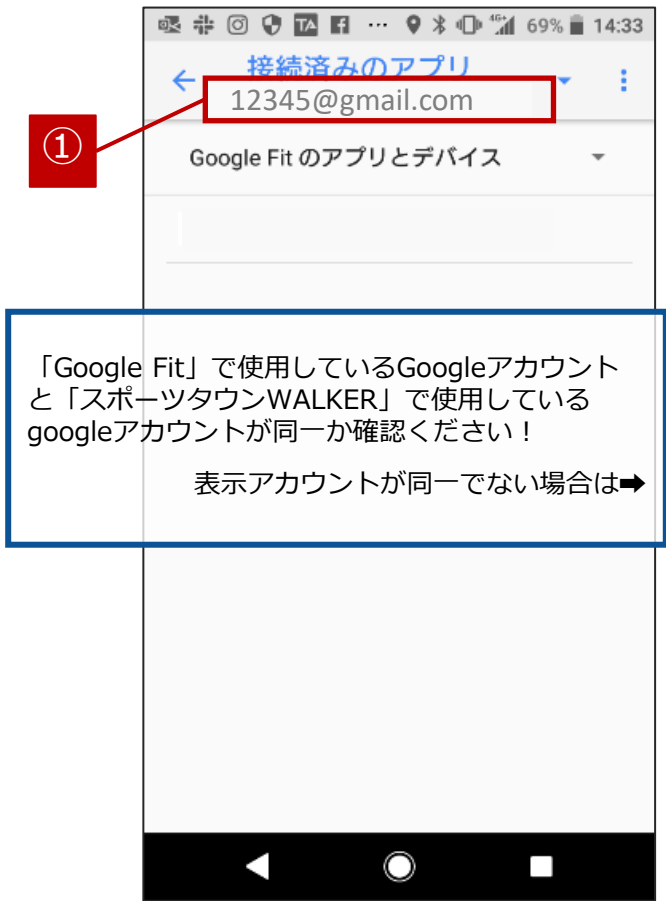 69% 14:33
接続済みのアプリ
12345@gmail.com
①
Google Fit のアプリとデバイス
「Google Fit」で使用しているGoogleアカウント
と「スポーツタウンWALKER」で使用している
googleアカウントが同一か確認ください！
表示アカウントが同一でない場合は➡